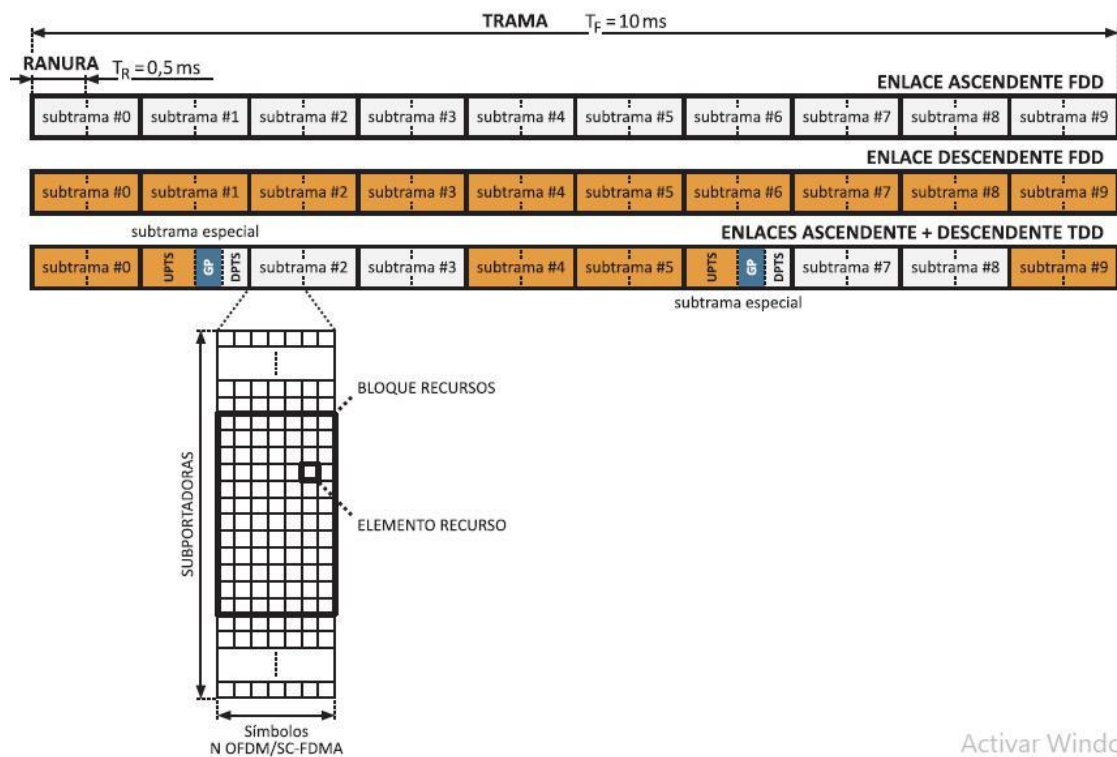 TRAMA T_F = 10 ms
RANURA T_R = 0,5 ms
ENLACE ASCENDENTE FDD
subtrama #0 subtrama #1 subtrama #2 subtrama #3 subtrama #4 subtrama #5 subtrama #6 subtrama #7 subtrama #8 subtrama #9
ENLACE DESCENDENTE FDD
subtrama #0 subtrama #1 subtrama #2 subtrama #3 subtrama #4 subtrama #5 subtrama #6 subtrama #7 subtrama #8 subtrama #9
subtrama especial
ENLACES ASCENDENTE + DESCENDENTE TDD
subtrama #0 UPTS GP DPTS subtrama #2 subtrama #3 subtrama #4 subtrama #5 UPTS GP DPTS subtrama #7 subtrama #8 subtrama #9
subtrama especial
BLOQUE RECURSOS
SUBPORTADORAS
ELEMENTO RECURSO
Símbolos
N OFDM/SC-FDMA
Activar Windo